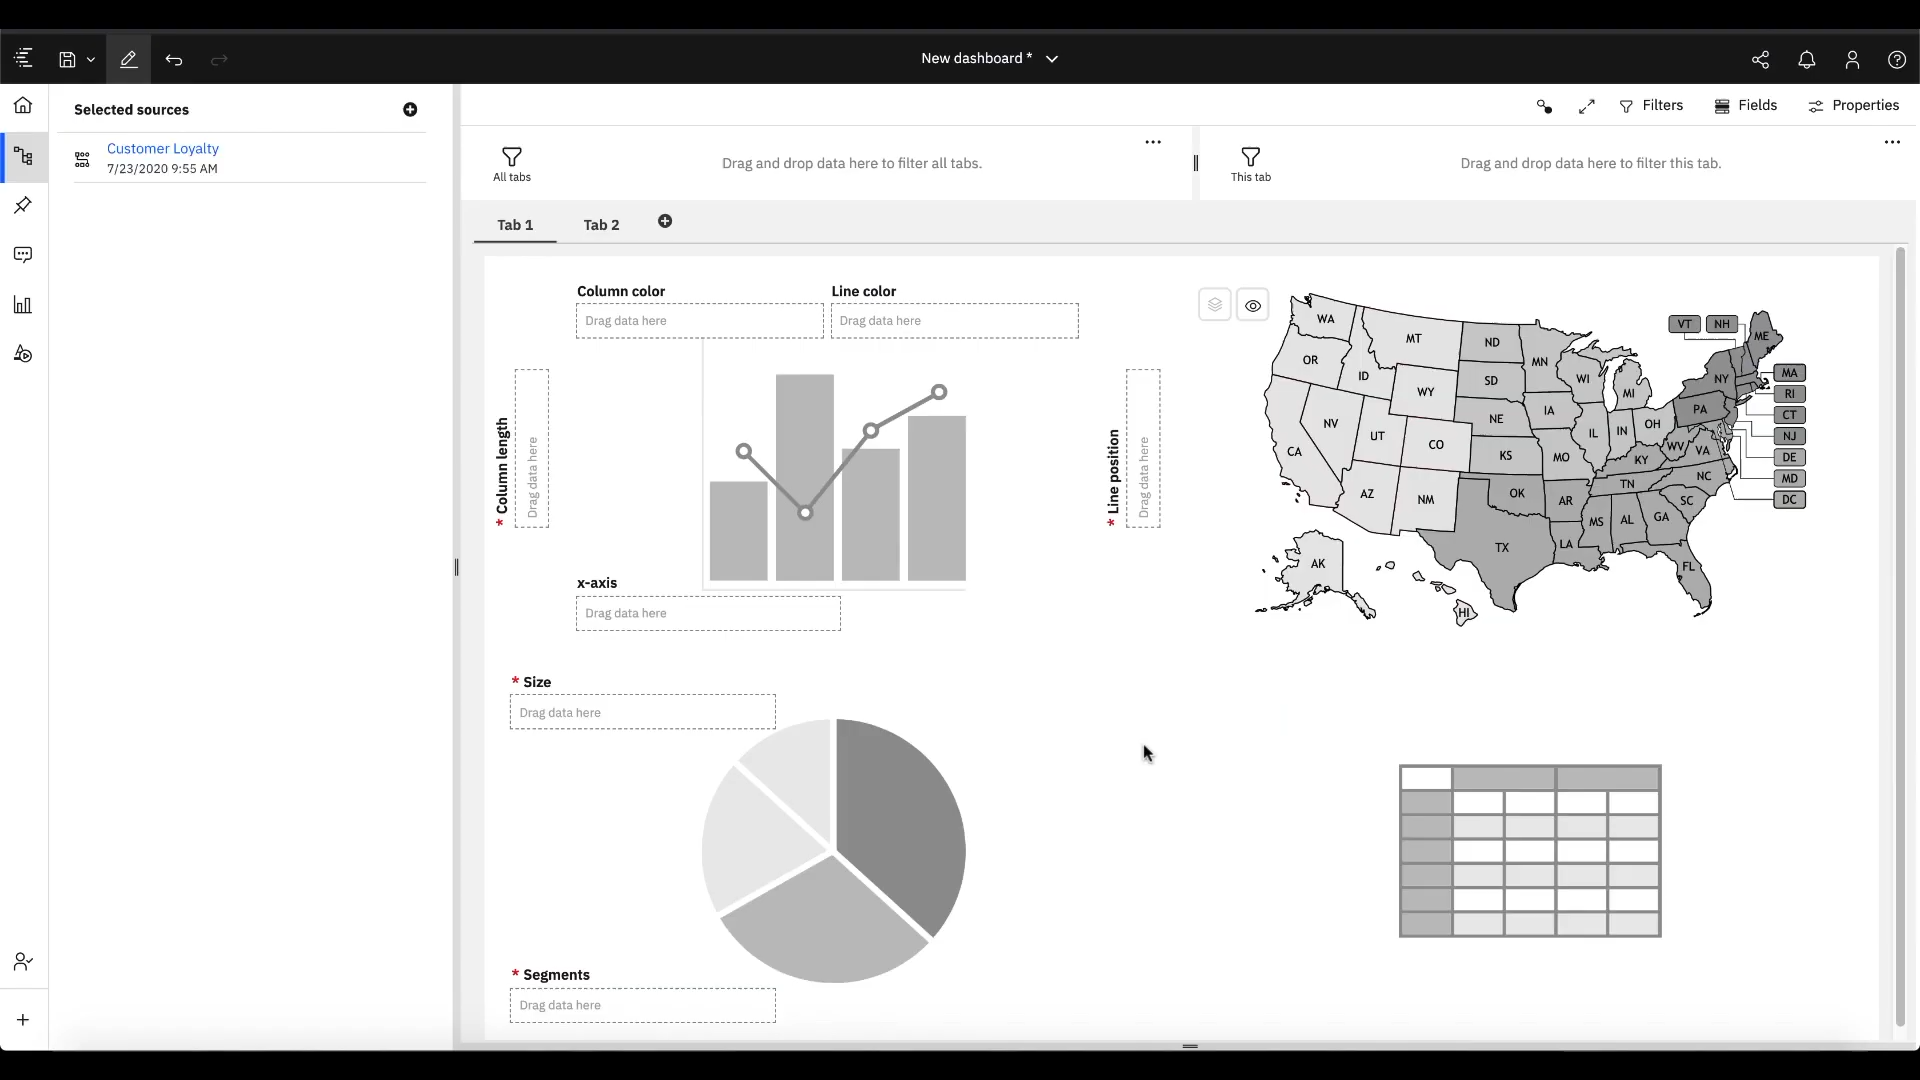 New dashboard *
Selected sources
Customer Loyalty
7/23/2020 9:55 AM
Filters
Fields
Properties
All tabs
Drag and drop data here to filter all tabs.
This tab
Drag and drop data here to filter this tab.
Tab 1
Tab 2
Column color
Drag data here
Line color
Drag data here
* Column length
Drag data here
* Line position
Drag data here
x-axis
Drag data here
WA
MT
ND
MN
VT
NH
ME
OR
ID
WY
SD
WI
MI
NY
MA
RI
NV
UT
CO
NE
IA
IL
IN
OH
PA
CT
NJ
CA
KS
MO
KY
WV
VA
DE
MD
AZ
NM
OK
AR
TN
NC
SC
DC
TX
LA
MS
AL
GA
FL
AK
HI
* Size
Drag data here
* Segments
Drag data here